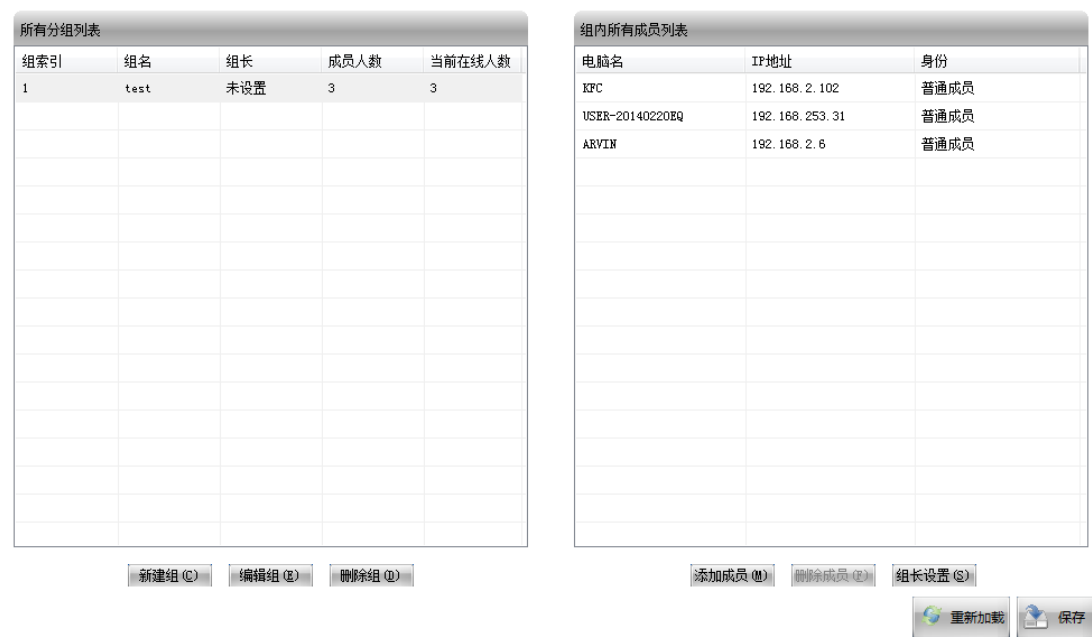 所有分组列表
组索引 组名 组长 成员人数 当前在线人数
1 test 未设置 3 3
新建组(C) 编辑组(E) 删除组(D)
组内所有成员列表
电脑名 IP地址 身份
KFC 192.168.2.102 普通成员
USER-20140220EQ 192.168.253.31 普通成员
ARVIN 192.168.2.6 普通成员
添加成员(M) 删除成员(F) 组长设置(S)
重新加载 保存